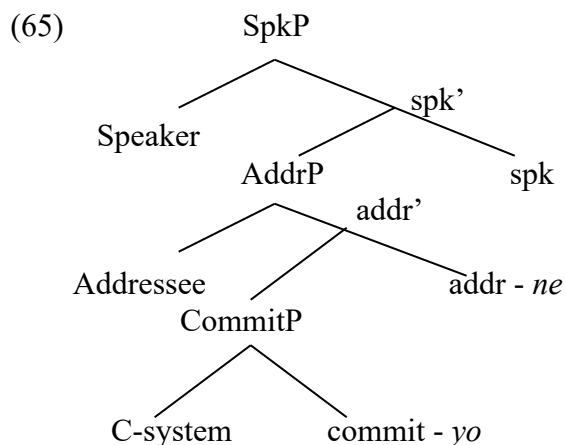 (65) SpkP
spk’
Speaker
AddrP spk
addr’
Addressee addr - ne
CommitP
C-system commit - yo